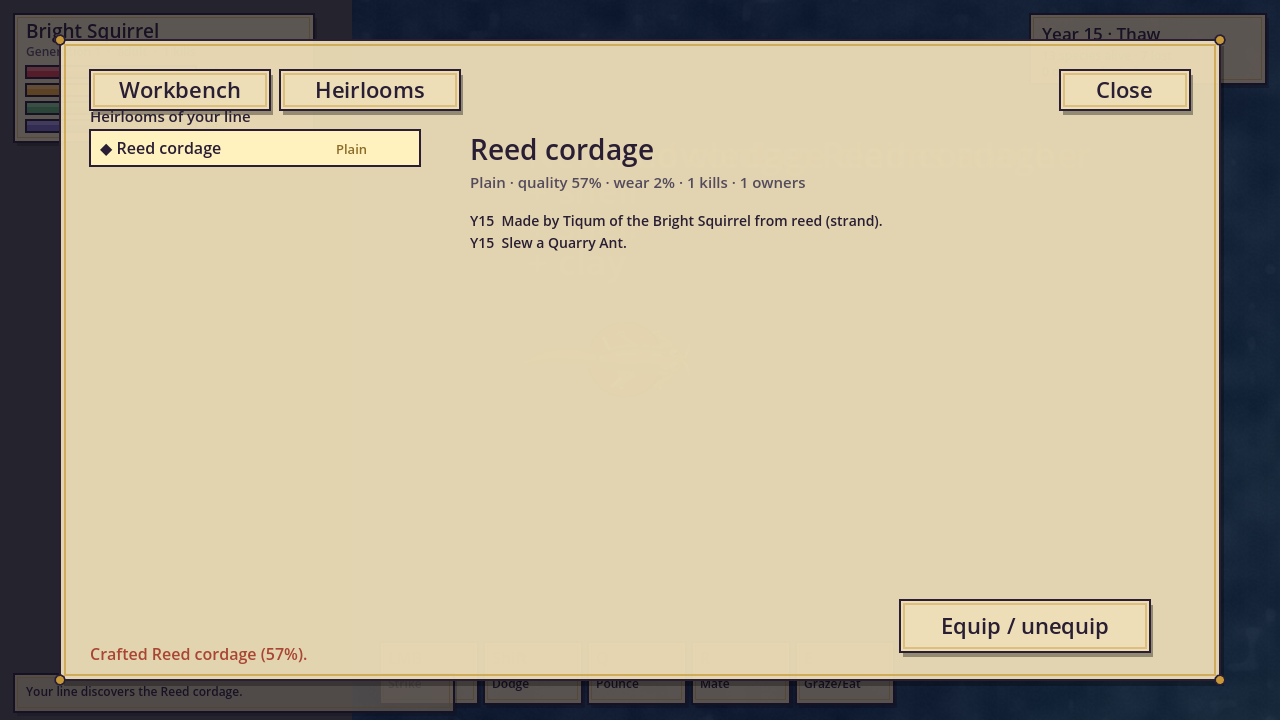 Bright Squirrel
Year 15 · Thaw
Gener
Workbench
Heirlooms
Close
Heirlooms of your line
◆ Reed cordage
Plain
Reed cordage
Plain · quality 57% · wear 2% · 1 kills · 1 owners
Y15 Made by Tiqum of the Bright Squirrel from reed (strand).
Y15 Slew a Quarry Ant.
Equip / unequip
Crafted Reed cordage (57%).
Your line discovers the Reed cordage.
Strike
Dodge
Pounce
Mate
Graze/Eat